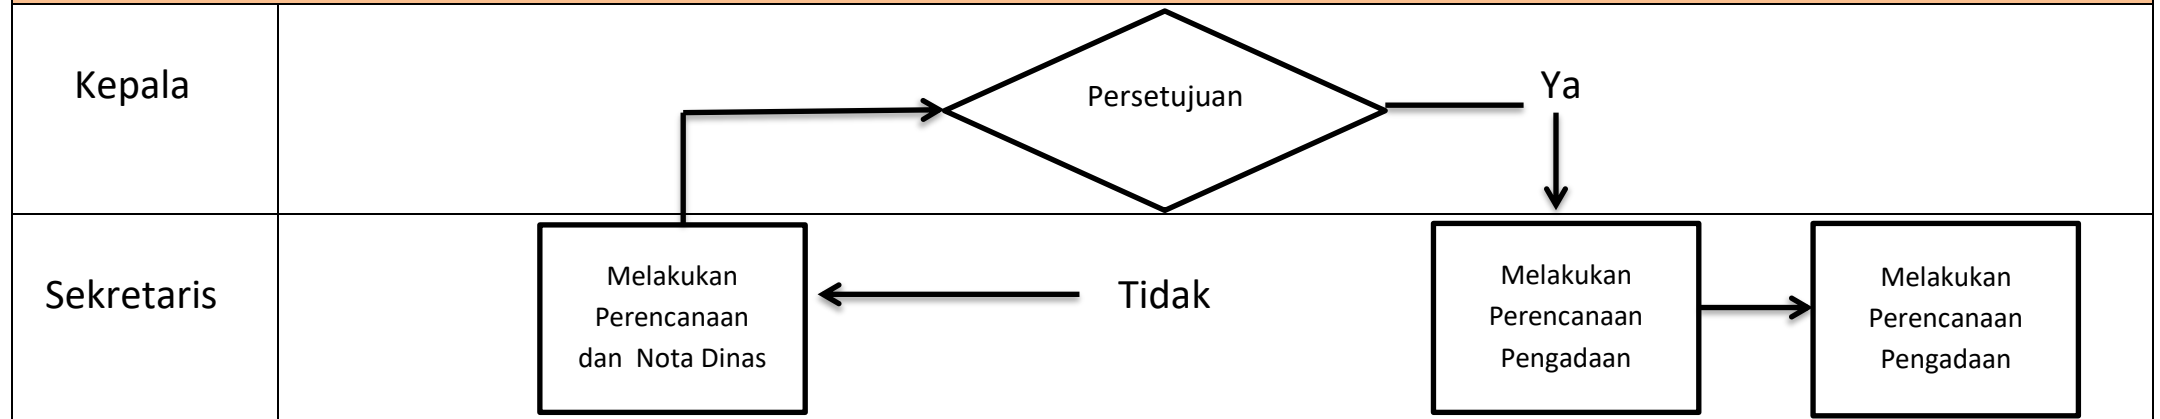 Kepala
Persetujuan
Ya
Sekretaris
Melakukan
Perencanaan
dan Nota Dinas
Tidak
Melakukan
Perencanaan
Pengadaan
Melakukan
Perencanaan
Pengadaan